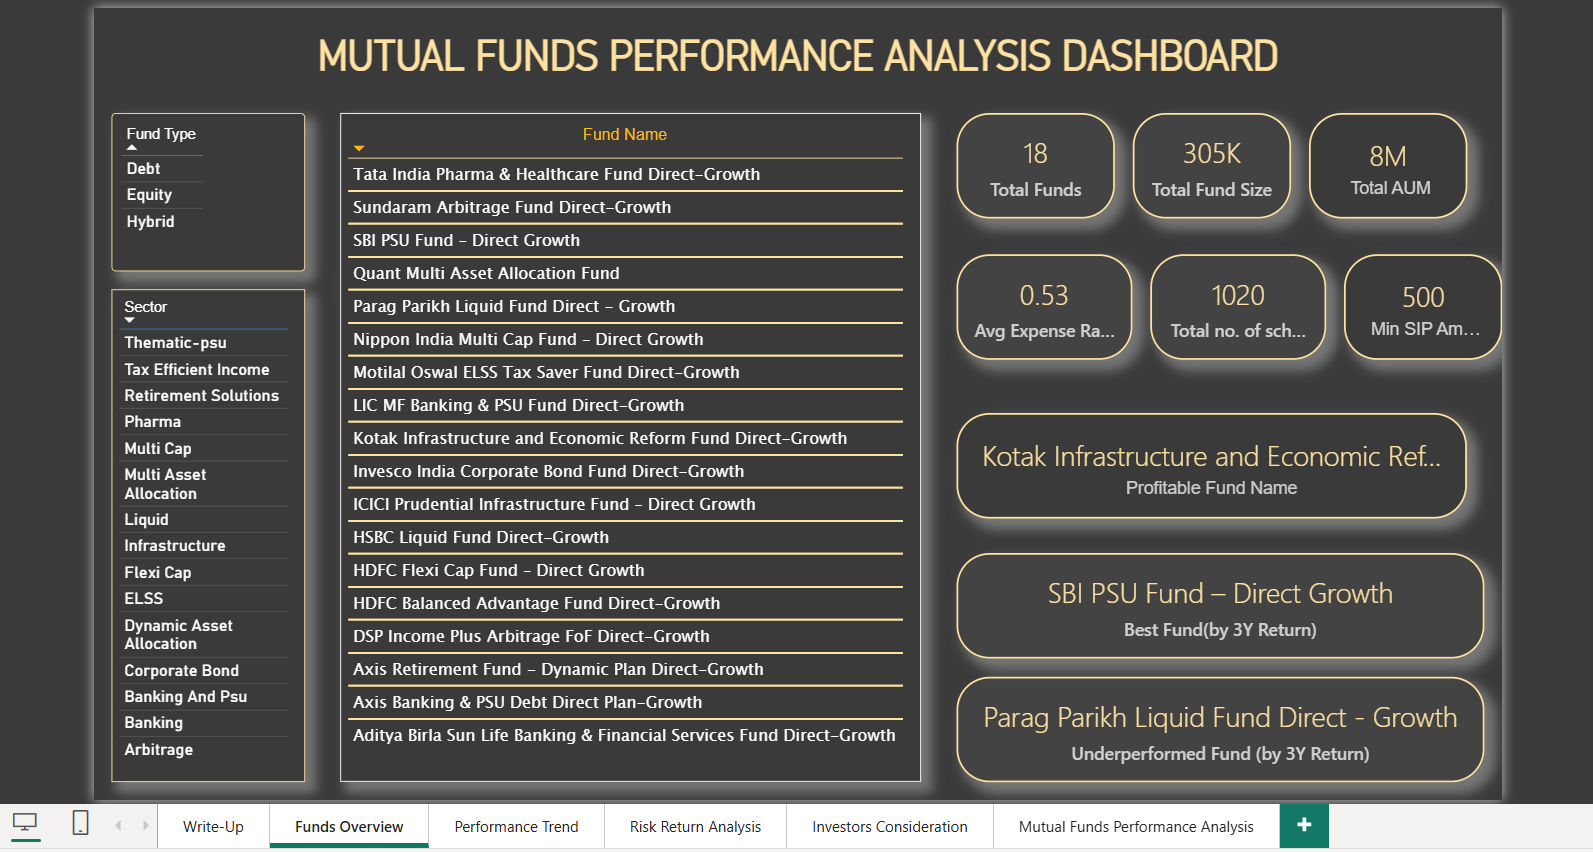 MUTUAL FUNDS PERFORMANCE ANALYSIS DASHBOARD
Fund Type
Debt
Equity
Hybrid
Sector
Thematic-psu
Tax Efficient Income
Retirement Solutions
Pharma
Multi Cap
Multi Asset
Allocation
Liquid
Infrastructure
Flexi Cap
ELSS
Dynamic Asset
Allocation
Corporate Bond
Banking And Psu
Banking
Arbitrage
Fund Name
Tata India Pharma & Healthcare Fund Direct-Growth
Sundaram Arbitrage Fund Direct-Growth
SBI PSU Fund – Direct Growth
Quant Multi Asset Allocation Fund
Parag Parikh Liquid Fund Direct - Growth
Nippon India Multi Cap Fund - Direct Growth
Motilal Oswal ELSS Tax Saver Fund Direct-Growth
LIC MF Banking & PSU Fund Direct-Growth
Kotak Infrastructure and Economic Reform Fund Direct-Growth
Invesco India Corporate Bond Fund Direct-Growth
ICICI Prudential Infrastructure Fund - Direct Growth
HSBC Liquid Fund Direct-Growth
HDFC Flexi Cap Fund - Direct Growth
HDFC Balanced Advantage Fund Direct-Growth
DSP Income Plus Arbitrage FoF Direct-Growth
Axis Retirement Fund - Dynamic Plan Direct-Growth
Axis Banking & PSU Debt Direct Plan-Growth
Aditya Birla Sun Life Banking & Financial Services Fund Direct-Growth
18
Total Funds
305K
Total Fund Size
8M
Total AUM
0.53
Avg Expense Ra...
1020
Total no. of sch...
500
Min SIP Am...
Kotak Infrastructure and Economic Ref...
Profitable Fund Name
SBI PSU Fund – Direct Growth
Best Fund(by 3Y Return)
Parag Parikh Liquid Fund Direct - Growth
Underperformed Fund (by 3Y Return)
Write-Up
Funds Overview
Performance Trend
Risk Return Analysis
Investors Consideration
Mutual Funds Performance Analysis